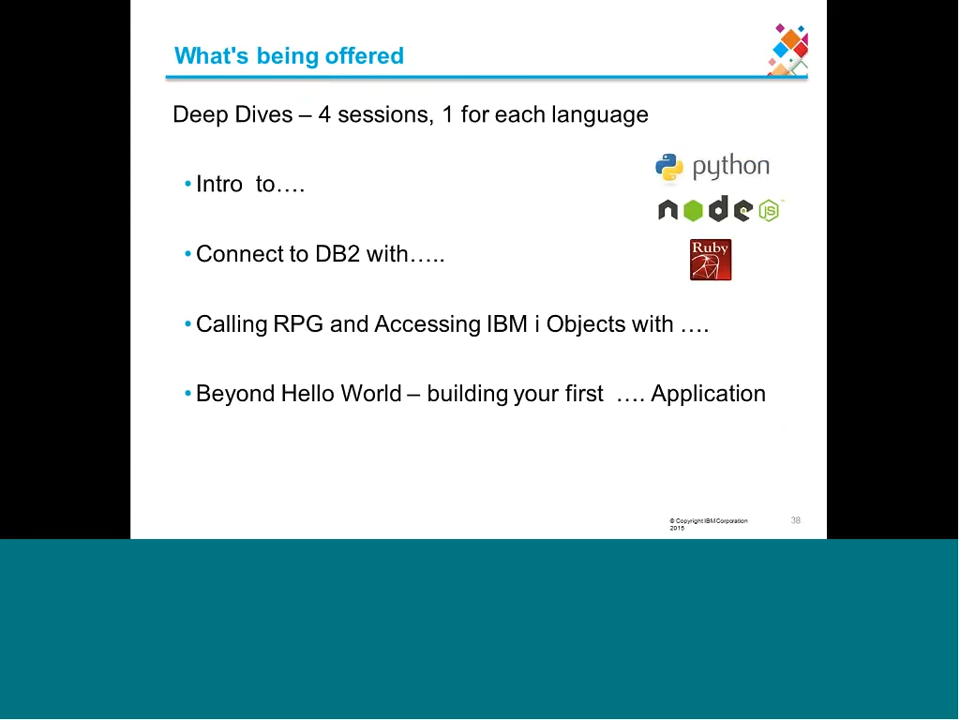 What's being offered
Deep Dives – 4 sessions, 1 for each language
• Intro  to….
• Connect to DB2 with…..
• Calling RPG and Accessing IBM i Objects with ….
• Beyond Hello World – building your first  …. Application
python
node JS ™
Ruby
© Copyright IBM Corporation
2015
38